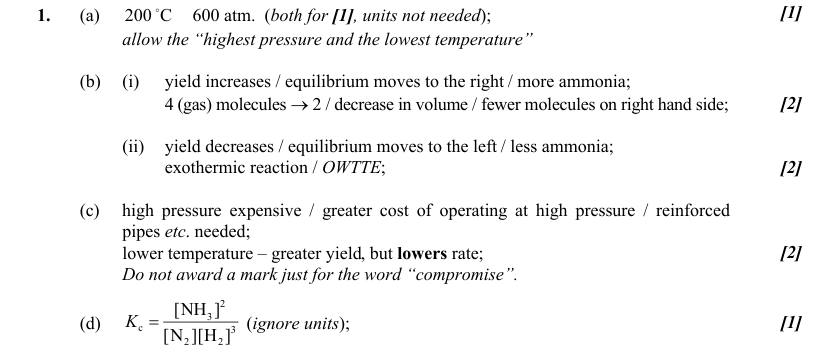 1. (a) 200 °C 600 atm. (both for [1], units not needed); [1]
allow the “highest pressure and the lowest temperature”
(b) (i) yield increases / equilibrium moves to the right / more ammonia;
4 (gas) molecules → 2 / decrease in volume / fewer molecules on right hand side; [2]
(ii) yield decreases / equilibrium moves to the left / less ammonia;
exothermic reaction / OWTTE; [2]
(c) high pressure expensive / greater cost of operating at high pressure / reinforced
pipes etc. needed;
lower temperature – greater yield, but lowers rate; [2]
Do not award a mark just for the word “compromise”.
(d) K_c = [NH₃]² / [N₂][H₂]³ (ignore units); [1]